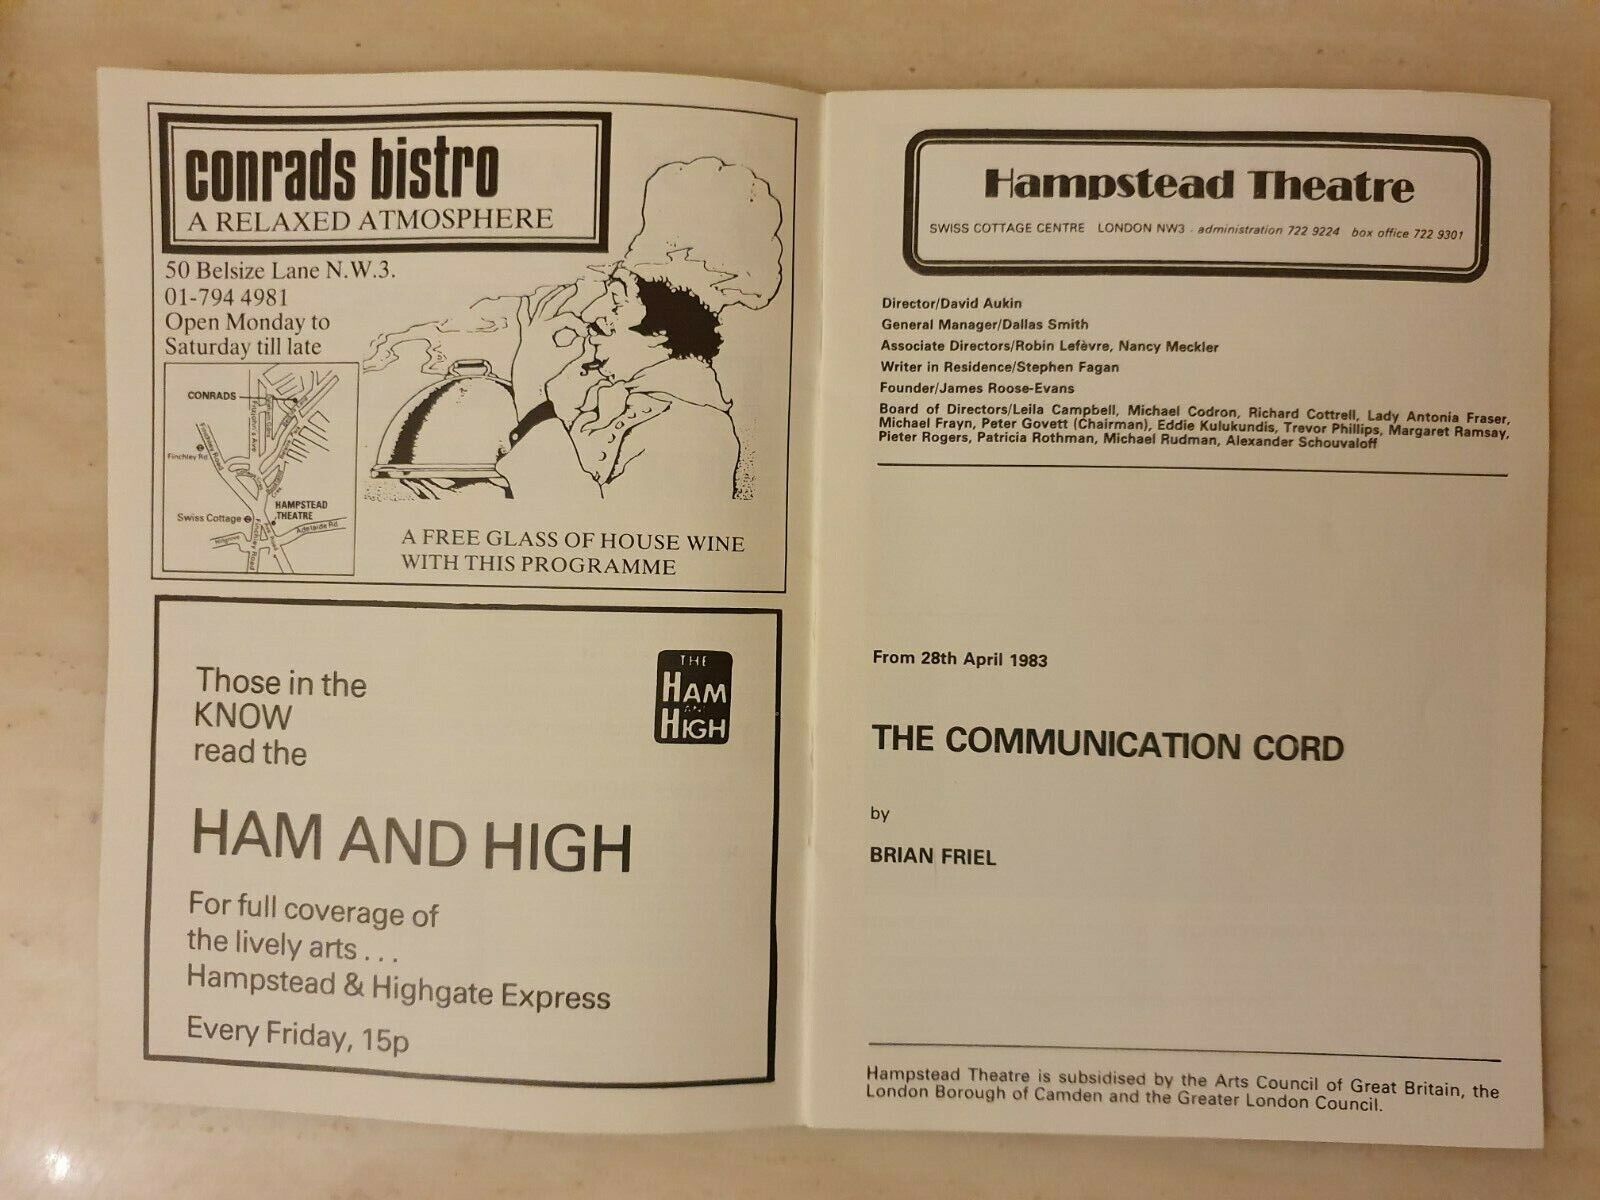 conrads bistro
A RELAXED ATMOSPHERE
50 Belsize Lane N.W.3.
01-794 4981
Open Monday to
Saturday till late
CONRADS
Fitzjohn's Ave
Finchley Road
Finchley Rd
HAMPSTEAD
THEATRE
Swiss Cottage
Adelaide Rd.
Finchley Road
A FREE GLASS OF HOUSE WINE
WITH THIS PROGRAMME
Those in the
KNOW
read the
THE
HAM
AND
HIGH
HAM AND HIGH
For full coverage of
the lively arts . . .
Hampstead & Highgate Express
Every Friday, 15p
Hampstead Theatre
SWISS COTTAGE CENTRE LONDON NW3 · administration 722 9224 box office 722 9301
Director/David Aukin
General Manager/Dallas Smith
Associate Directors/Robin Lefèvre, Nancy Meckler
Writer in Residence/Stephen Fagan
Founder/James Roose-Evans
Board of Directors/Leila Campbell, Michael Codron, Richard Cottrell, Lady Antonia Fraser,
Michael Frayn, Peter Govett (Chairman), Eddie Kulukundis, Trevor Phillips, Margaret Ramsay,
Pieter Rogers, Patricia Rothman, Michael Rudman, Alexander Schouvaloff
From 28th April 1983
THE COMMUNICATION CORD
by
BRIAN FRIEL
Hampstead Theatre is subsidised by the Arts Council of Great Britain, the
London Borough of Camden and the Greater London Council.